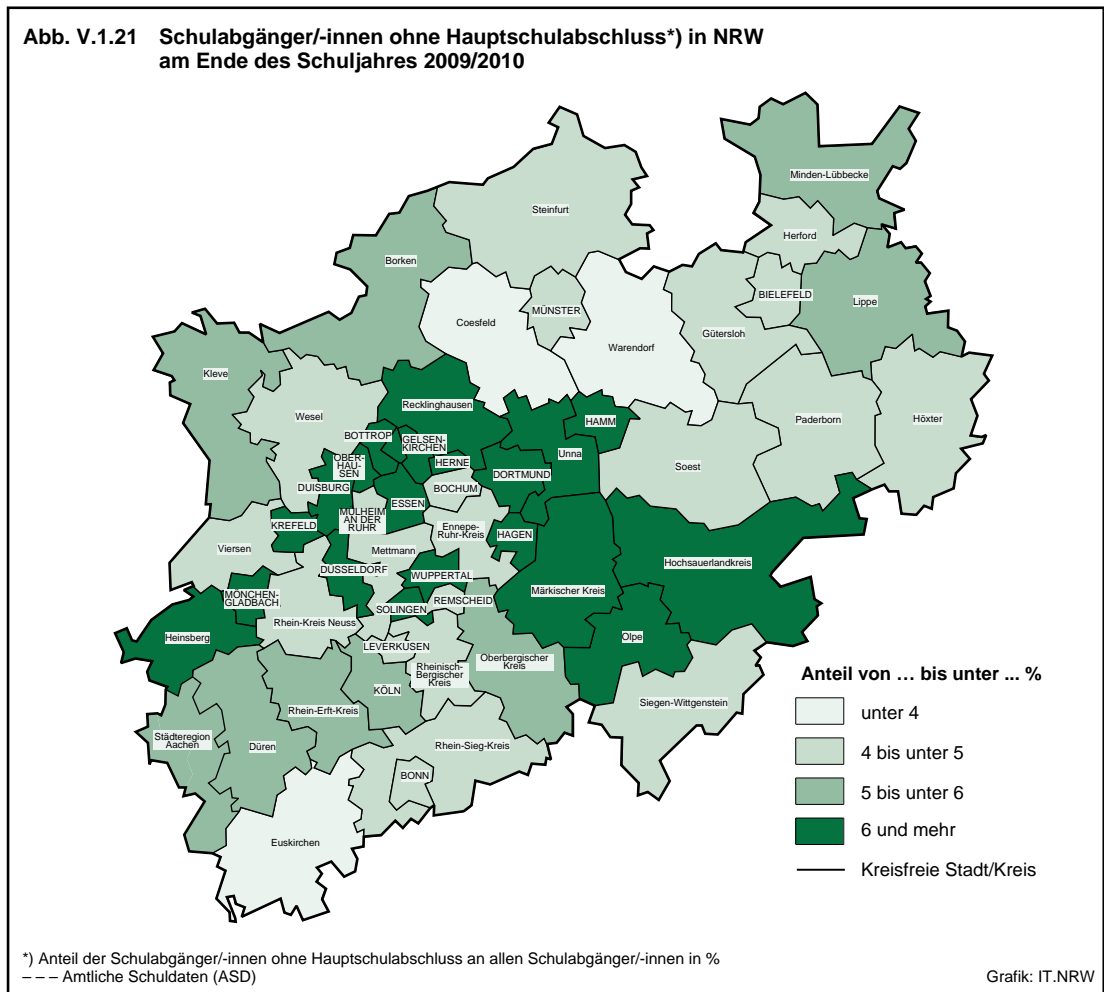 Abb. V.1.21 Schulabgänger/-innen ohne Hauptschulabschluss*) in NRW
am Ende des Schuljahres 2009/2010
Minden-Lübbecke
Steinfurt
Herford
Borken
BIELEFELD
Lippe
MÜNSTER
Coesfeld
Gütersloh
Warendorf
Kleve
Recklinghausen
Wesel
HAMM
Paderborn
Höxter
BOTTROP
GELSEN-
KIRCHEN
Unna
OBER-
HAU-
SEN
HERNE
Soest
DORTMUND
DUISBURG
BOCHUM
ESSEN
MÜLHEIM
AN DER
RUHR
KREFELD
Ennepe-
Ruhr-Kreis
HAGEN
Viersen
Mettmann
Hochsauerlandkreis
DÜSSELDORF
WUPPERTAL
Märkischer Kreis
MÖNCHEN-
GLADBACH
REMSCHEID
SOLINGEN
Rhein-Kreis Neuss
Heinsberg
Olpe
LEVERKUSEN
Oberbergischer
Kreis
Rheinisch-
Bergischer
Kreis
KÖLN
Siegen-Wittgenstein
Rhein-Erft-Kreis
Städteregion
Aachen
Düren
Rhein-Sieg-Kreis
BONN
Euskirchen
Anteil von … bis unter ... %
unter 4
4 bis unter 5
5 bis unter 6
6 und mehr
Kreisfreie Stadt/Kreis
*) Anteil der Schulabgänger/-innen ohne Hauptschulabschluss an allen Schulabgänger/-innen in %
– – – Amtliche Schuldaten (ASD)
Grafik: IT.NRW